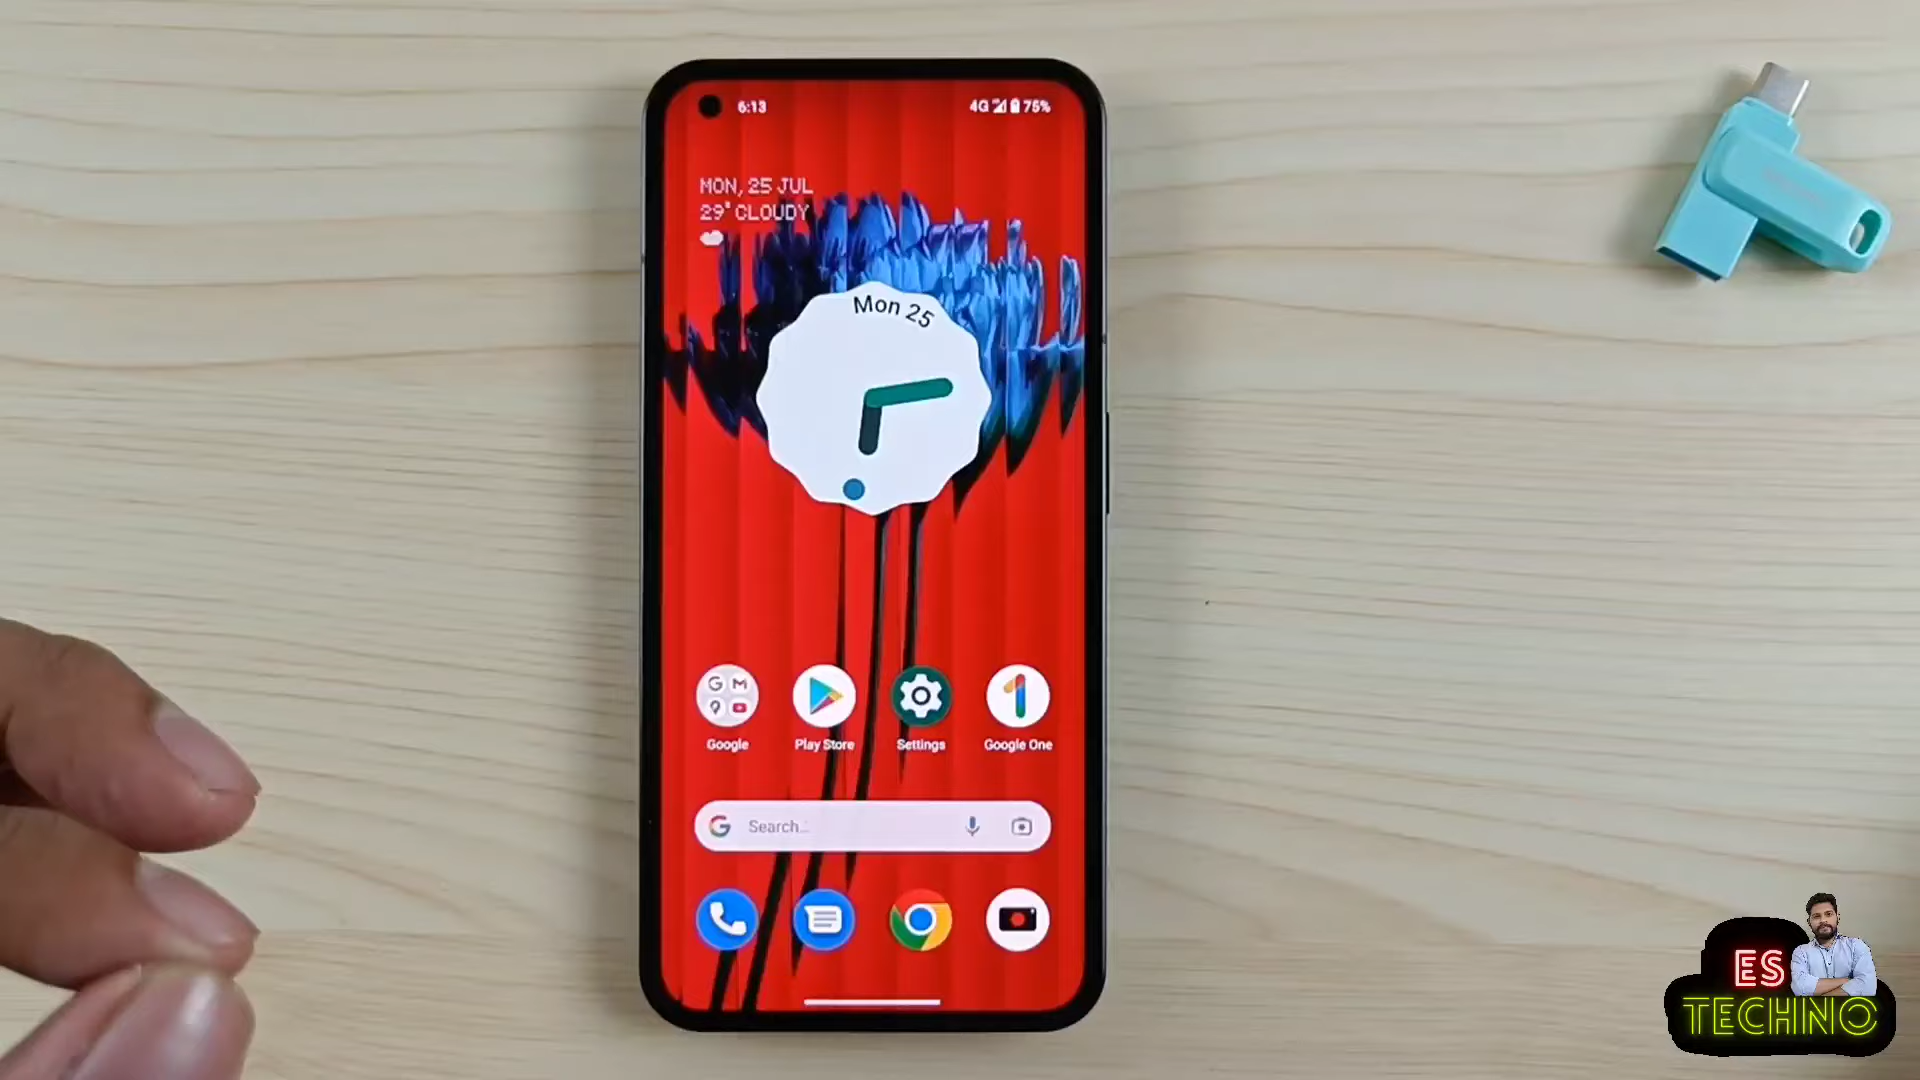 6:13
4G 75%
MON, 25 JUL
29° CLOUDY
Mon 25
Google
Play Store
Settings
Google One
Search...
ES
TECHNO